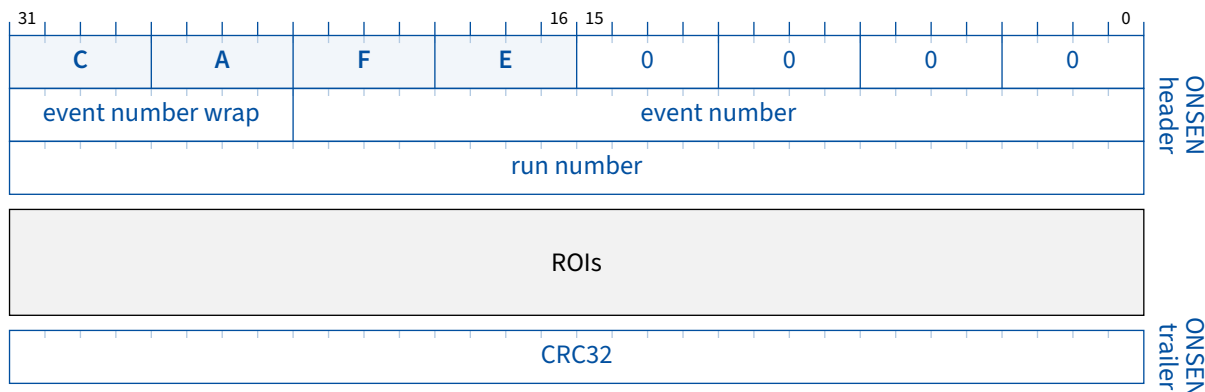 31 16 15 0
C A F E 0 0 0 0
event number wrap event number
run number
ONSEN
header
ROIs
CRC32
ONSEN
trailer